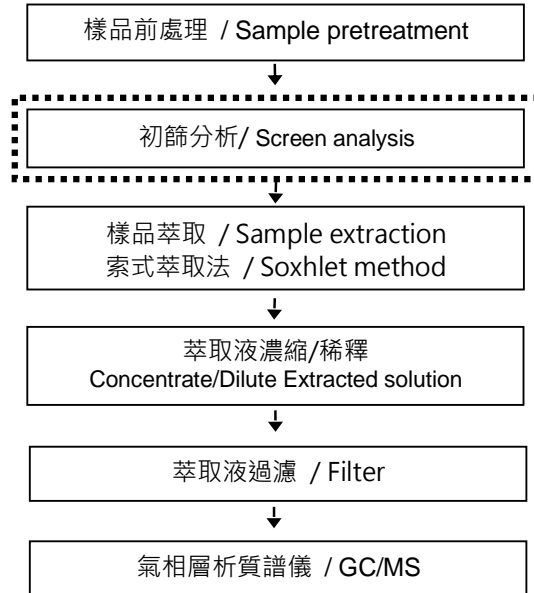 樣品前處理 / Sample pretreatment
初篩分析/ Screen analysis
樣品萃取 / Sample extraction
索式萃取法 / Soxhlet method
萃取液濃縮/稀釋
Concentrate/Dilute Extracted solution
萃取液過濾 / Filter
氣相層析質譜儀 / GC/MS